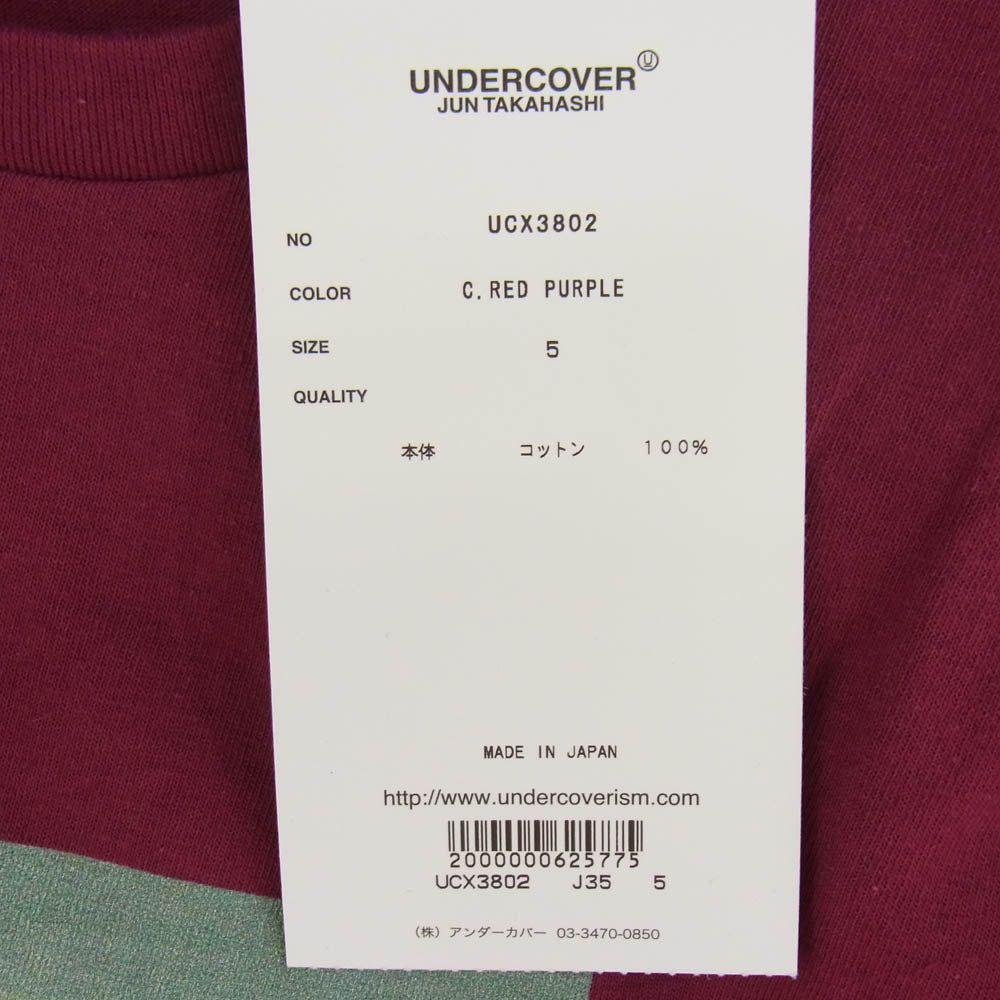 UNDERCOVER Ⓤ
JUN TAKAHASHI
NO UCX3802
COLOR C.RED PURPLE
SIZE 5
QUALITY
本体 コットン 100%
MADE IN JAPAN
http://www.undercoverism.com
2000000625775
UCX3802 J35 5
(株) アンダーカバー 03-3470-0850